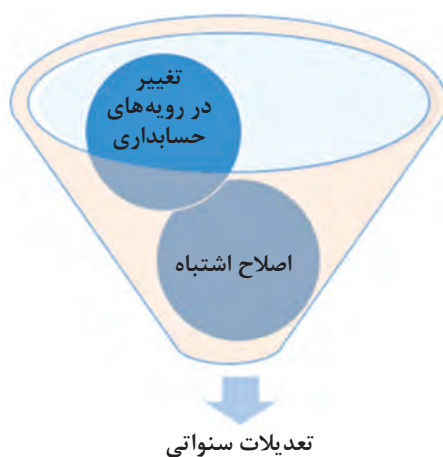 تغییر
در رویه‌های
حسابداری
اصلاح اشتباه
تعدیلات سنواتی